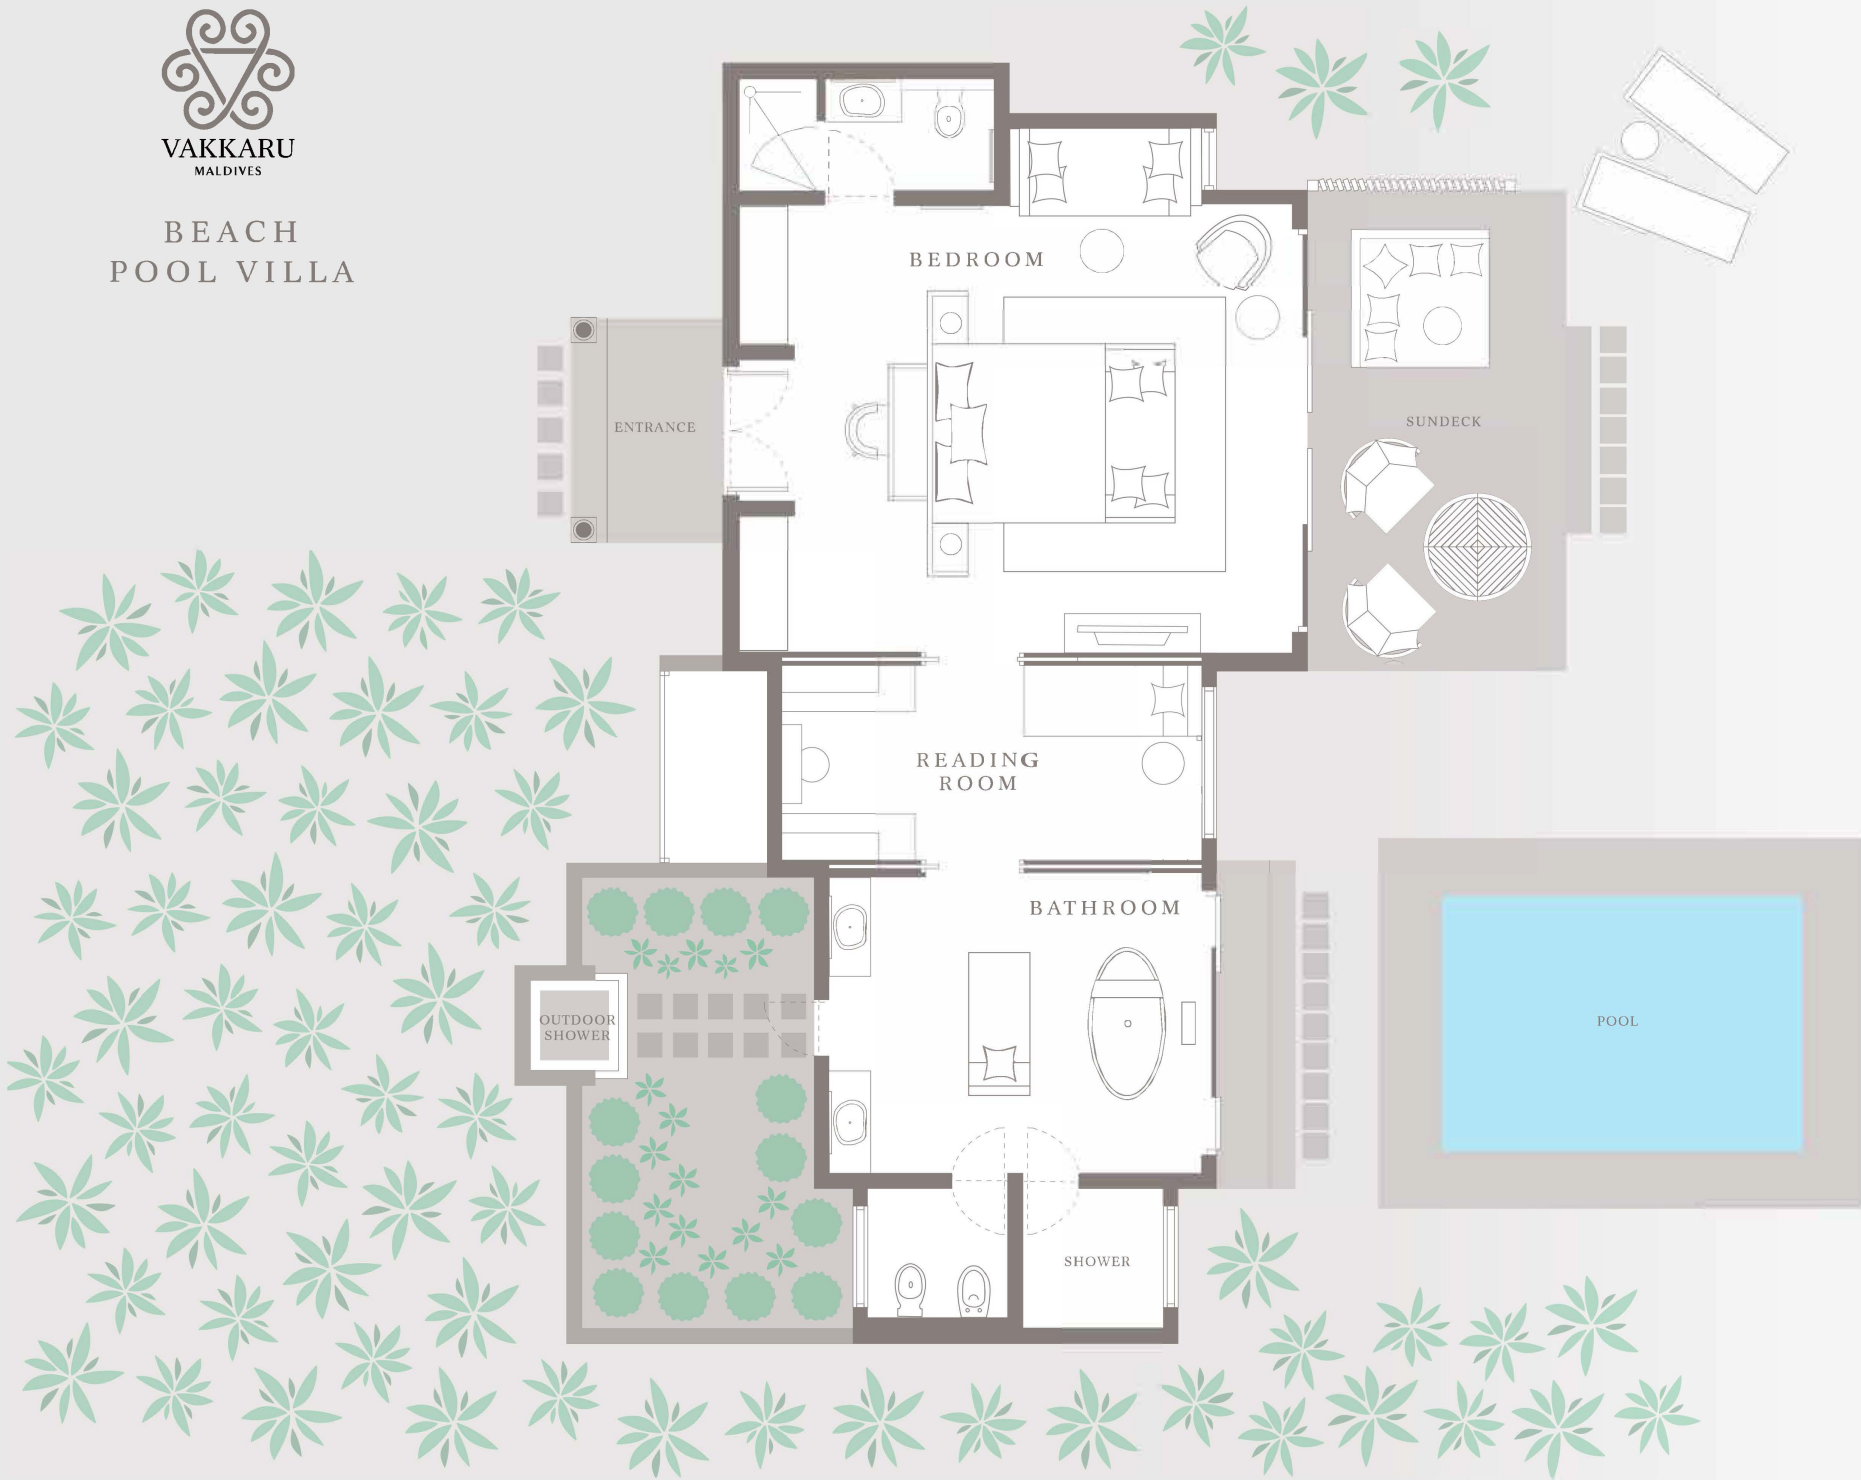 VAKKARU
MALDIVES
BEACH
POOL VILLA
BEDROOM
ENTRANCE
SUNDECK
READING
ROOM
BATHROOM
OUTDOOR
SHOWER
POOL
SHOWER